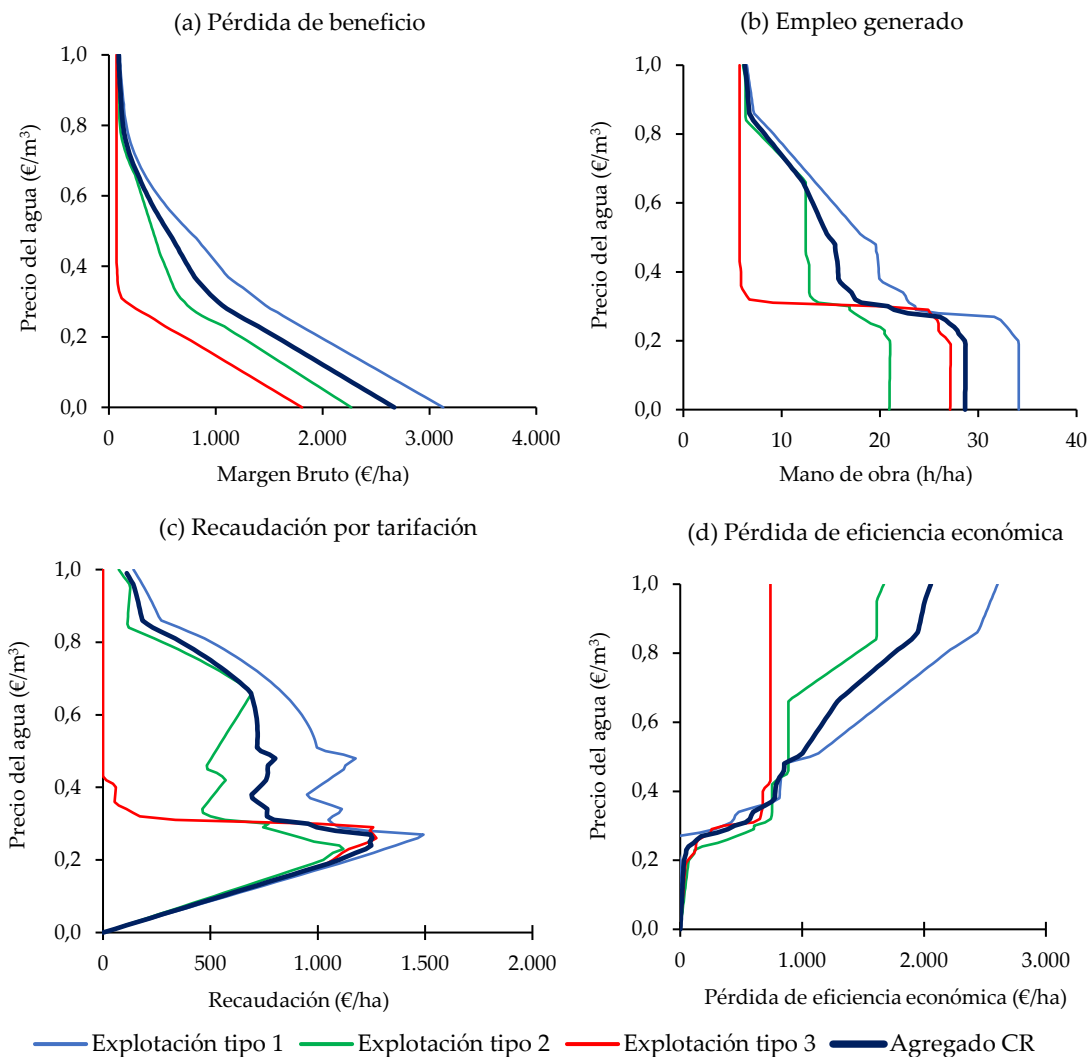 (a) Pérdida de beneficio
1,0
0,8
0,6
0,4
0,2
0,0
Precio del agua (€/m³)
0
1.000
2.000
3.000
4.000
Margen Bruto (€/ha)
(b) Empleo generado
1,0
0,8
0,6
0,4
0,2
0,0
Precio del agua (€/m³)
0
10
20
30
40
Mano de obra (h/ha)
(c) Recaudación por tarifación
1,0
0,8
0,6
0,4
0,2
0,0
Precio del agua (€/m³)
0
500
1.000
1.500
2.000
Recaudación (€/ha)
(d) Pérdida de eficiencia económica
1,0
0,8
0,6
0,4
0,2
0,0
Precio del agua (€/m³)
0
1.000
2.000
3.000
Pérdida de eficiencia económica (€/ha)
Explotación tipo 1
Explotación tipo 2
Explotación tipo 3
Agregado CR